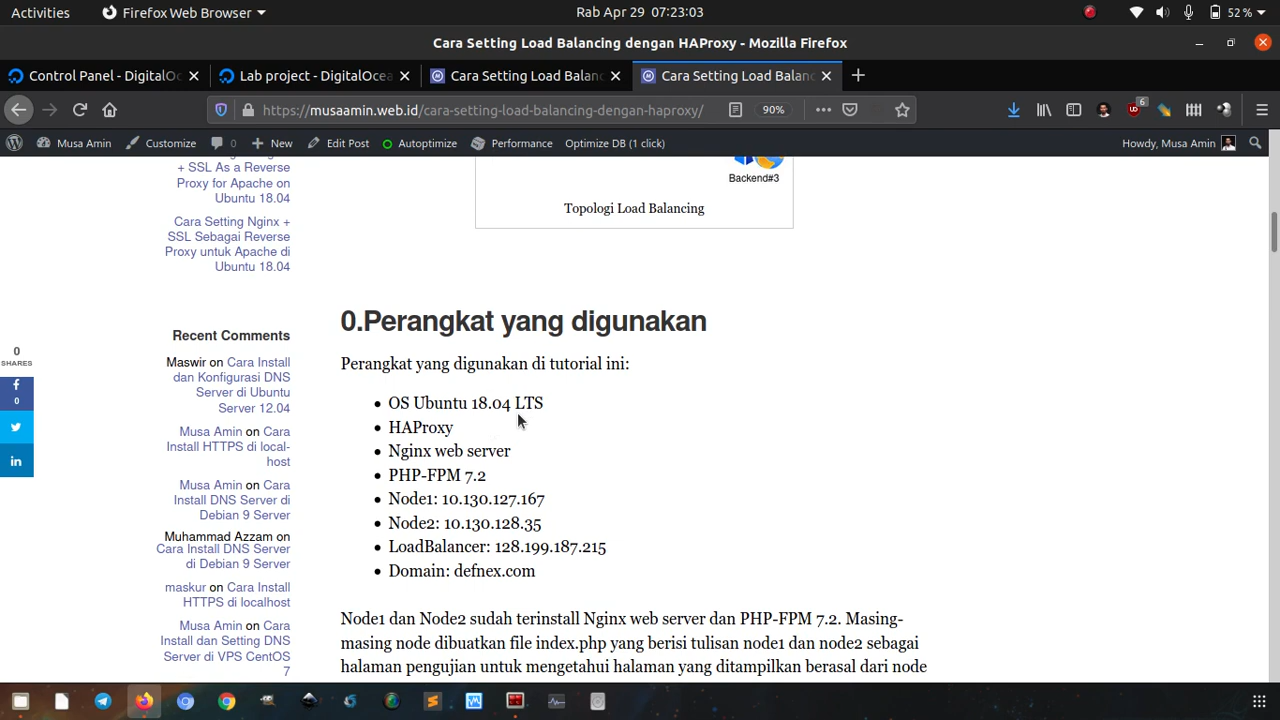 Activities
Firefox Web Browser
Rab Apr 29 07:23:03
52 %
Cara Setting Load Balancing dengan HAProxy - Mozilla Firefox
Control Panel - DigitalOc
Lab project - DigitalOcea
Cara Setting Load Balanc
Cara Setting Load Balanc
https://musaamin.web.id/cara-setting-load-balancing-dengan-haproxy/
90%
6
Musa Amin
Customize
0
New
Edit Post
Autoptimize
Performance
Optimize DB (1 click)
Howdy, Musa Amin
+ SSL As a Reverse
Proxy for Apache on
Ubuntu 18.04
Cara Setting Nginx +
SSL Sebagai Reverse
Proxy untuk Apache di
Ubuntu 18.04
Recent Comments
Maswir on Cara Install
dan Konfigurasi DNS
Server di Ubuntu
Server 12.04
Musa Amin on Cara
Install HTTPS di local-
host
Musa Amin on Cara
Install DNS Server di
Debian 9 Server
Muhammad Azzam on
Cara Install DNS Server
di Debian 9 Server
maskur on Cara Install
HTTPS di localhost
Musa Amin on Cara
Install dan Setting DNS
Server di VPS CentOS
7
0
SHARES
0
Backend#3
Topologi Load Balancing
0.Perangkat yang digunakan
Perangkat yang digunakan di tutorial ini:
OS Ubuntu 18.04 LTS
HAProxy
Nginx web server
PHP-FPM 7.2
Node1: 10.130.127.167
Node2: 10.130.128.35
LoadBalancer: 128.199.187.215
Domain: defnex.com
Node1 dan Node2 sudah terinstall Nginx web server dan PHP-FPM 7.2. Masing-
masing node dibuatkan file index.php yang berisi tulisan node1 dan node2 sebagai
halaman pengujian untuk mengetahui halaman yang ditampilkan berasal dari node